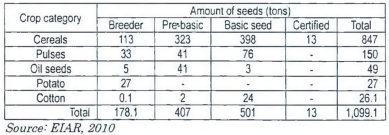 Crop category Amount of seeds (tons)
Breeder Pre-basic Basic seed Certified Total
Cereals 113 323 398 13 847
Pulses 33 41 76 - 150
Oil seeds 5 41 3 - 49
Potato 27 - - - 27
Cotton 0.1 2 24 - 26.1
Total 178.1 407 501 13 1,099.1
Source: EIAR, 2010